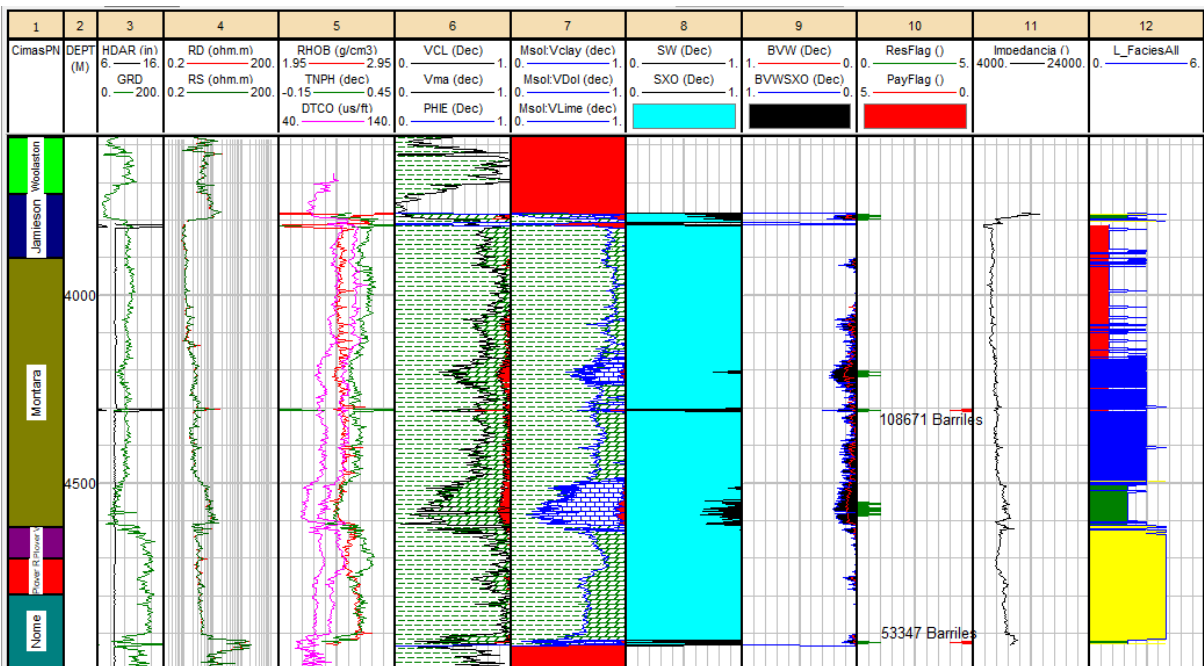 1 2 3 4 5 6 7 8 9 10 11 12
CimasPN DEPT HDAR (in) RD (ohm.m) RHOB (g/cm3) VCL (Dec) Msol:Vclay (dec) SW (Dec) BVW (Dec) ResFlag () Impedancia () L_FaciesAll
(M) 6. 16. 0.2 200. 1.95 2.95 0. 1. 0. 1. 0. 1. 1. 0. 0. 5. 4000. 24000. 0. 6.
GRD RS (ohm.m) TNPH (dec) Vma (dec) Msol:VDol (dec) SXO (Dec) BVWSXO (Dec) PayFlag ()
0. 200. 0.2 200. -0.15 0.45 0. 1. 0. 1. 0. 1. 1. 0. 5. 0.
DTCO (us/ft) PHIE (Dec) Msol:VLime (dec)
40. 140. 0. 1. 0. 1.
Woolaston
Jamieson
4000
Montara
108671 Barriles
4500
Plover
Plover R
Nome
53347 Barriles